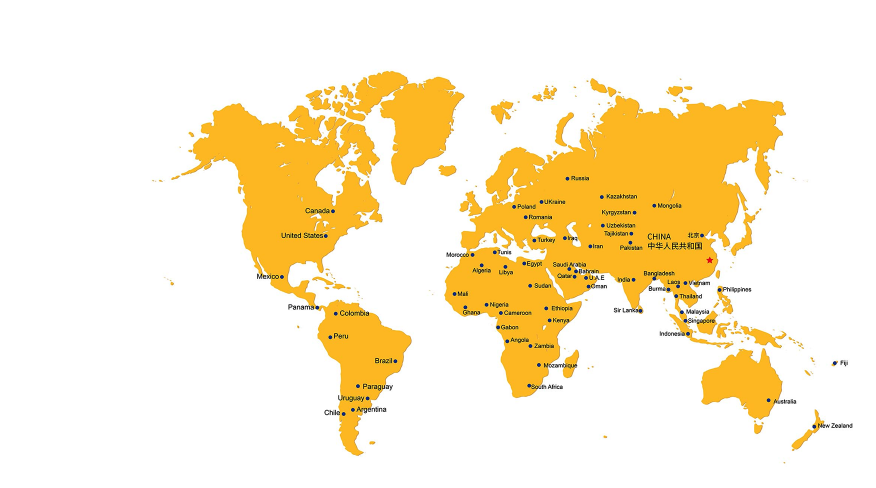 Russia
Kazakhstan
UKraine
Poland
Mongolia
Kyrgyzstan
Canada
Romania
Uzbekistan
Tajikistan
United States
CHINA
北京
Turkey
Iraq
Iran
Pakistan
中华人民共和国
Morocco
Tunis
Algeria
Libya
Egypt
Saudi Arabia
Bahrain
Qatar
U.A.E
Oman
India
Bangladesh
Mexico
Laos
Vietnam
Burma
Philippines
Sudan
Mali
Thailand
Panama
Colombia
Ghana
Nigeria
Cameroon
Ethiopia
Sir Lanka
Malaysia
Kenya
Singapore
Gabon
Indonesia
Peru
Angola
Zambia
Brazil
Mozambique
Fiji
Paraguay
South Africa
Uruguay
Australia
Chile
Argentina
New Zealand